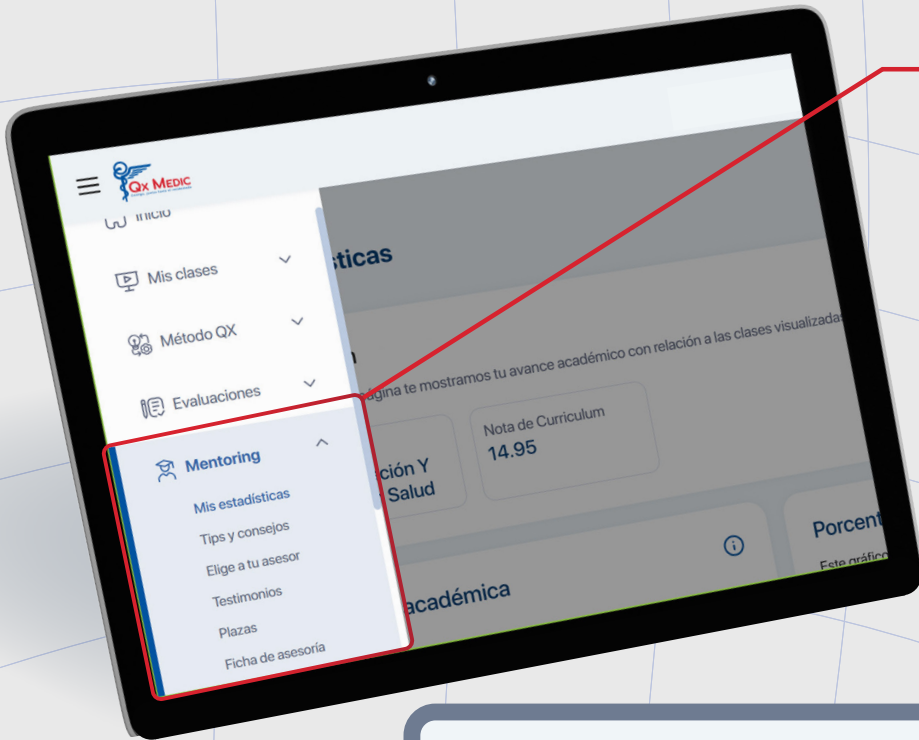 QX MEDIC
Inicio
Mis clases
Método QX
Evaluaciones
Mentoring
Mis estadísticas
Tips y consejos
Elige a tu asesor
Testimonios
Plazas
Ficha de asesoría
sticas
página te mostramos tu avance académico con relación a las clases visualizadas
ción Y
Salud
Nota de Curriculum
14.95
académica
Porcent
Este gráfico